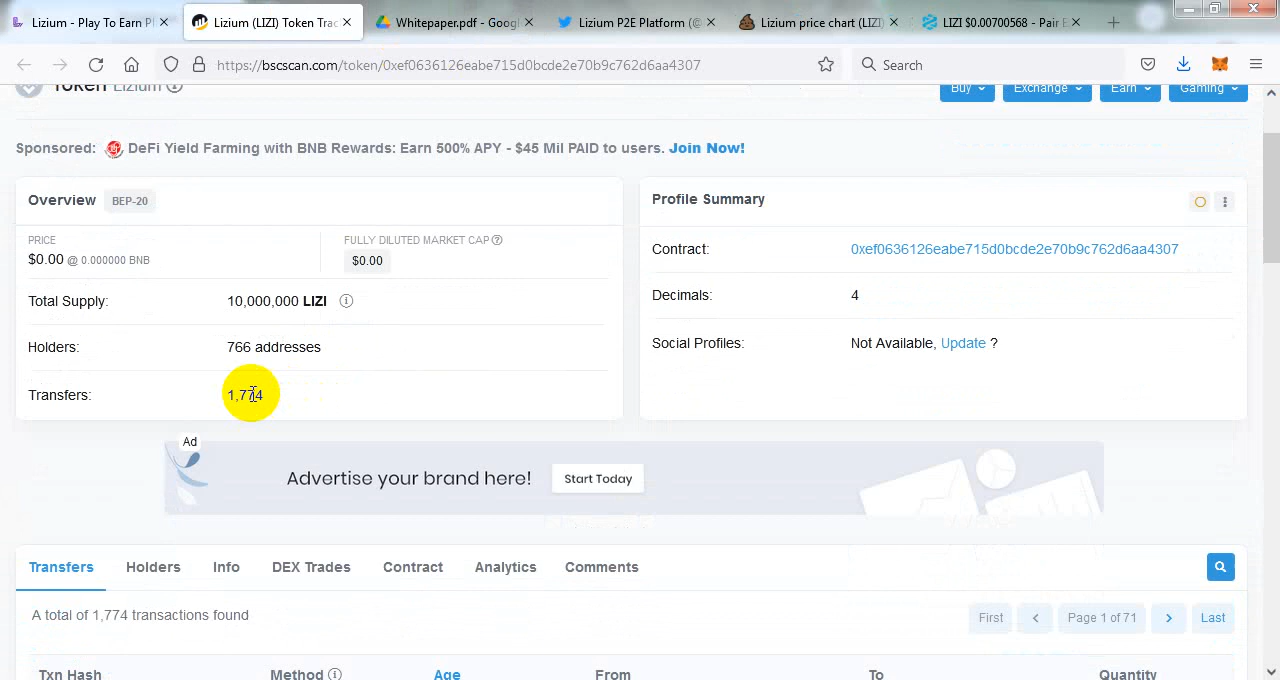 Lizium - Play To Earn Pl
Lizium (LIZI) Token Trac
Whitepaper.pdf - Googl
Lizium P2E Platform (@
Lizium price chart (LIZI)
LIZI $0.00700568 - Pair E
https://bscscan.com/token/0xef0636126eabe715d0bcde2e70b9c762d6aa4307
Search
Token Lizium
Buy
Exchange
Earn
Gaming
Sponsored: DeFi Yield Farming with BNB Rewards: Earn 500% APY - $45 Mil PAID to users. Join Now!
Overview BEP-20
PRICE
$0.00 @ 0.000000 BNB
FULLY DILUTED MARKET CAP
$0.00
Total Supply: 10,000,000 LIZI
Holders: 766 addresses
Transfers: 1,774
Profile Summary
Contract: 0xef0636126eabe715d0bcde2e70b9c762d6aa4307
Decimals: 4
Social Profiles: Not Available, Update ?
Ad
Advertise your brand here! Start Today
Transfers Holders Info DEX Trades Contract Analytics Comments
A total of 1,774 transactions found
First Page 1 of 71 Last
Txn Hash Method Age From To Quantity